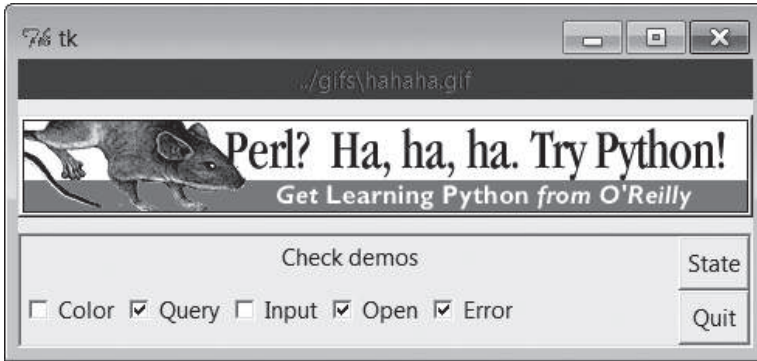 tk
../gifs\hahaha.gif
Perl? Ha, ha, ha. Try Python!
Get Learning Python from O'Reilly
Check demos
State
Color Query Input Open Error
Quit